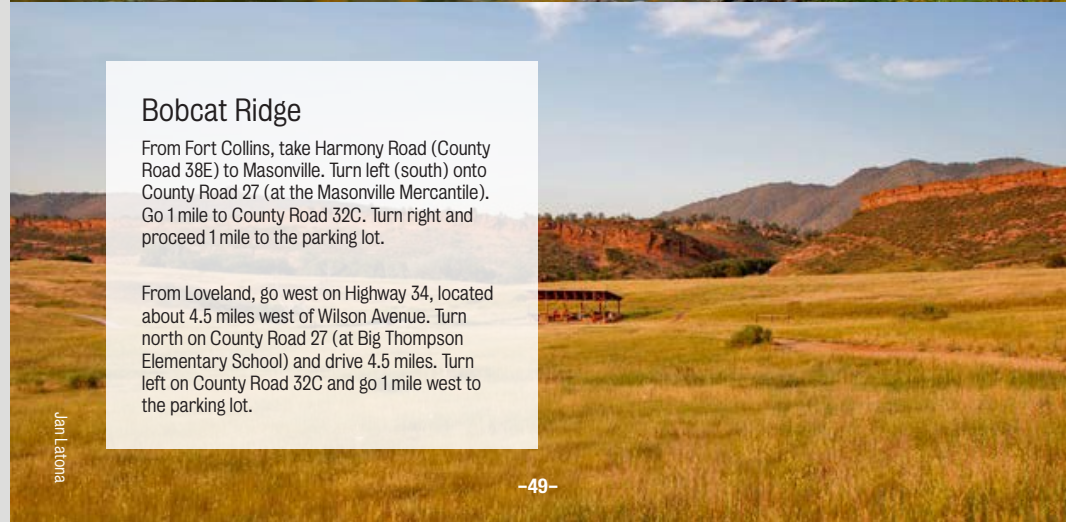 Bobcat Ridge
From Fort Collins, take Harmony Road (County
Road 38E) to Masonville. Turn left (south) onto
County Road 27 (at the Masonville Mercantile).
Go 1 mile to County Road 32C. Turn right and
proceed 1 mile to the parking lot.
From Loveland, go west on Highway 34, located
about 4.5 miles west of Wilson Avenue. Turn
north on County Road 27 (at Big Thompson
Elementary School) and drive 4.5 miles. Turn
left on County Road 32C and go 1 mile west to
the parking lot.
Jan Latona
–49–